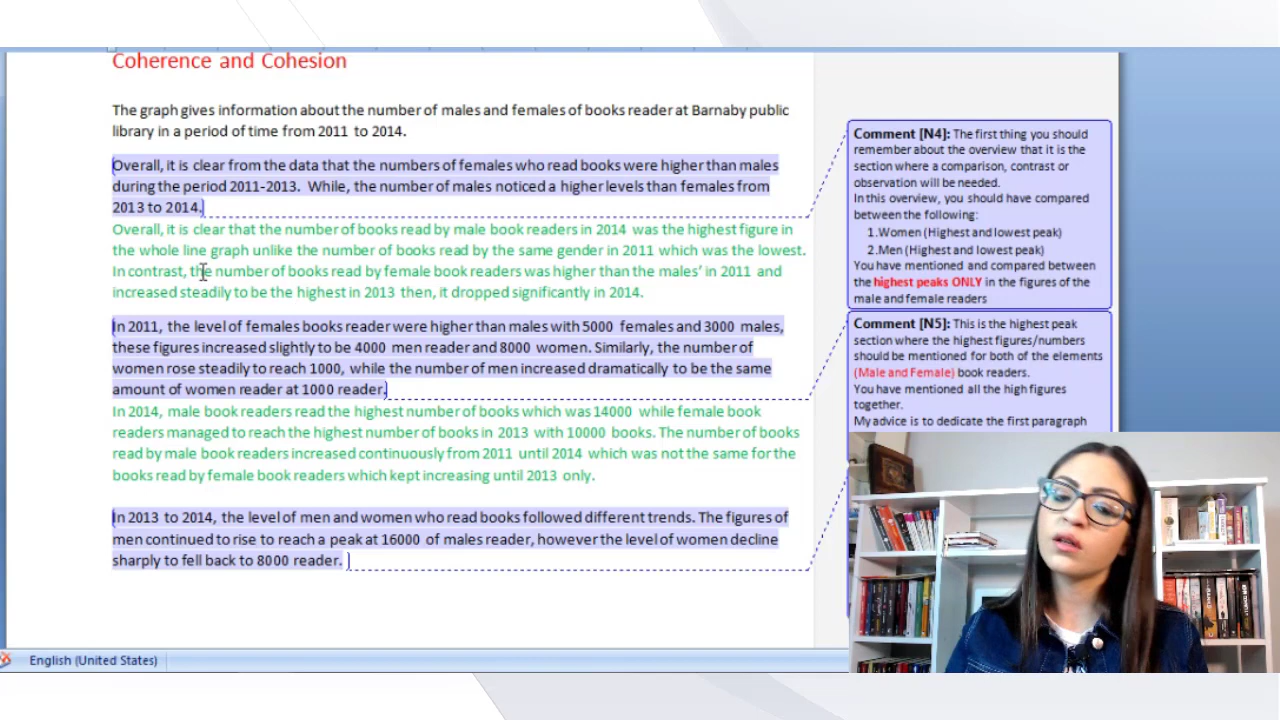 Coherence and Cohesion
The graph gives information about the number of males and females of books reader at Barnaby public
library in a period of time from 2011 to 2014.
Overall, it is clear from the data that the numbers of females who read books were higher than males
during the period 2011-2013. While, the number of males noticed a higher levels than females from
2013 to 2014.
Overall, it is clear that the number of books read by male book readers in 2014 was the highest figure in
the whole line graph unlike the number of books read by the same gender in 2011 which was the lowest.
In contrast, the number of books read by female book readers was higher than the males’ in 2011 and
increased steadily to be the highest in 2013 then, it dropped significantly in 2014.
In 2011, the level of females books reader were higher than males with 5000 females and 3000 males,
these figures increased slightly to be 4000 men reader and 8000 women. Similarly, the number of
women rose steadily to reach 1000, while the number of men increased dramatically to be the same
amount of women reader at 1000 reader.
In 2014, male book readers read the highest number of books which was 14000 while female book
readers managed to reach the highest number of books in 2013 with 10000 books. The number of books
read by male book readers increased continuously from 2011 until 2014 which was not the same for the
books read by female book readers which kept increasing until 2013 only.
In 2013 to 2014, the level of men and women who read books followed different trends. The figures of
men continued to rise to reach a peak at 16000 of males reader, however the level of women decline
sharply to fell back to 8000 reader.
Comment [N4]: The first thing you should
remember about the overview that it is the
section where a comparison, contrast or
observation will be needed.
In this overview, you should have compared
between the following:
1.Women (Highest and lowest peak)
2.Men (Highest and lowest peak)
You have mentioned and compared between
the highest peaks ONLY in the figures of the
male and female readers
Comment [N5]: This is the highest peak
section where the highest figures/numbers
should be mentioned for both of the elements
(Male and Female) book readers.
You have mentioned all the high figures
together.
My advice is to dedicate the first paragraph
English (United States)